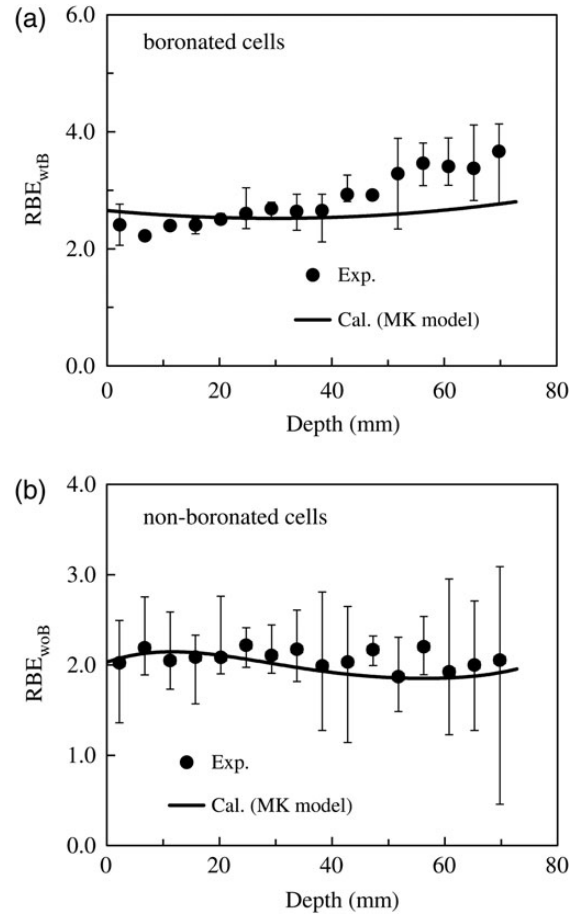 (a)
6.0
boronated cells
4.0
RBEwtB
2.0
Exp.
Cal. (MK model)
0.0
0 20 40 60 80
Depth (mm)
(b)
4.0
non-boronated cells
3.0
RBEwoB
2.0
Exp.
1.0
Cal. (MK model)
0.0
0 20 40 60 80
Depth (mm)